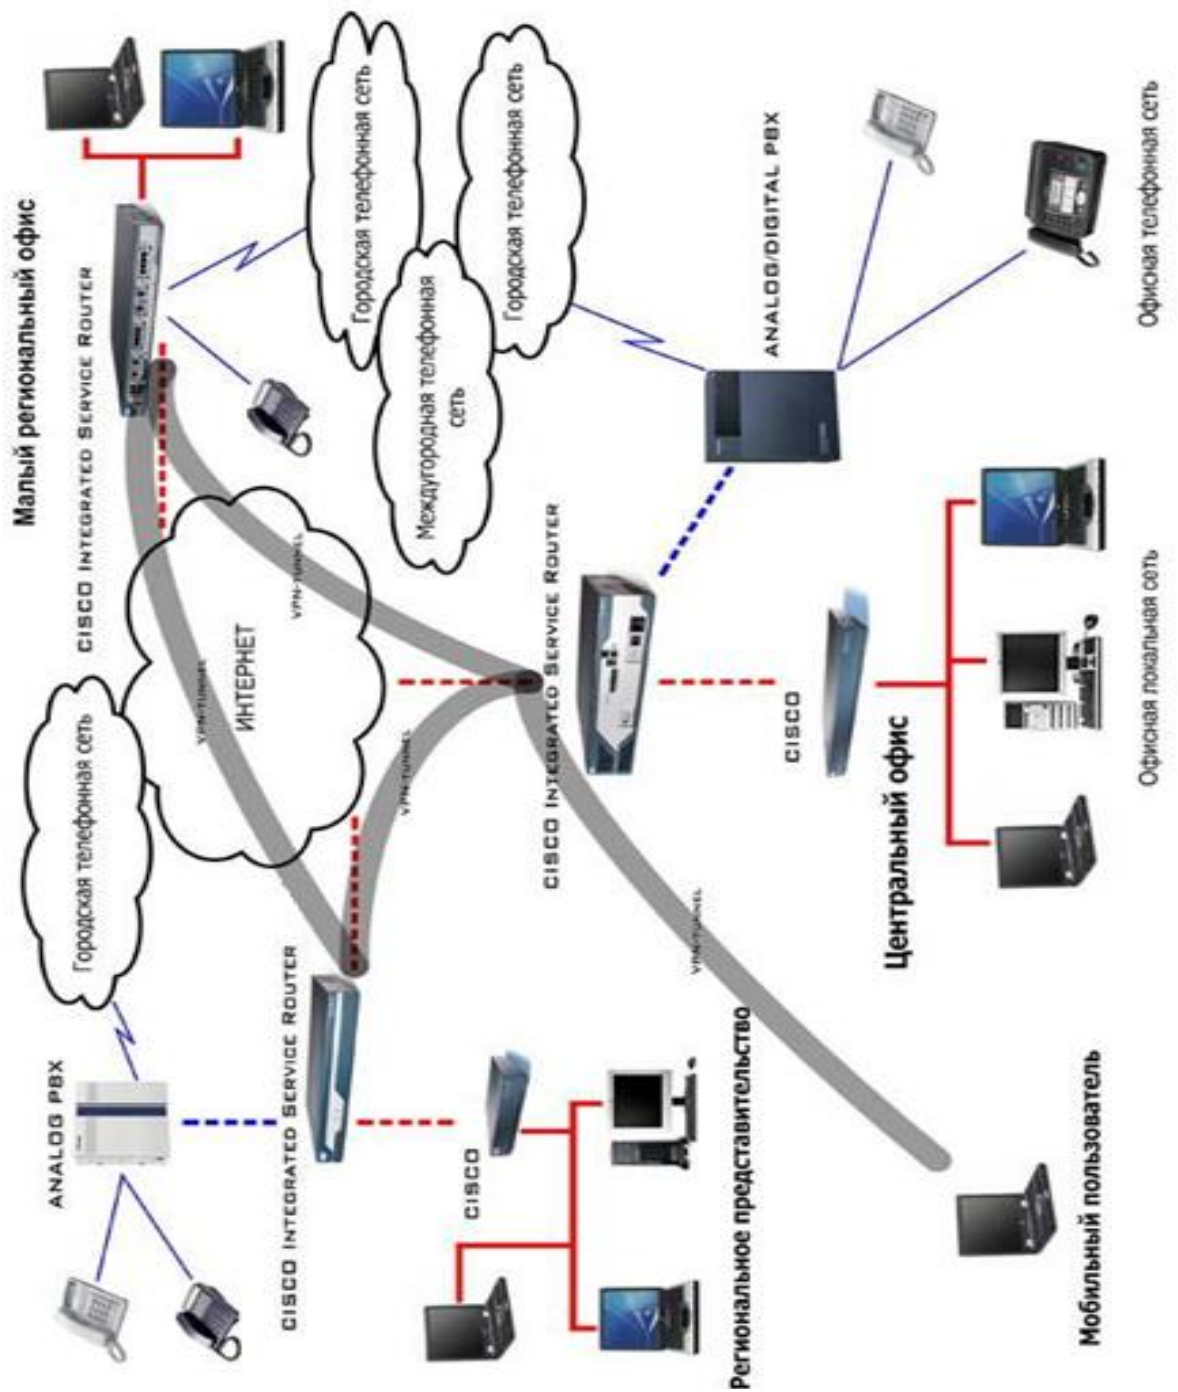 Малый региональный офис
CISCO INTEGRATED SERVICE ROUTER
Городская телефонная сеть
Междугородная телефонная
сеть
Городская телефонная сеть
ANALOG/DIGITAL PBX
Офисная телефонная сеть
Городская телефонная сеть
VPN-TUNNEL
ИНТЕРНЕТ
VPN-TUNNEL
VPN-TUNNEL
CISCO INTEGRATED SERVICE ROUTER
CISCO
Центральный офис
Офисная локальная сеть
ANALOG PBX
CISCO INTEGRATED SERVICE ROUTER
CISCO
Региональное представительство
VPN-TUNNEL
Мобильный пользователь